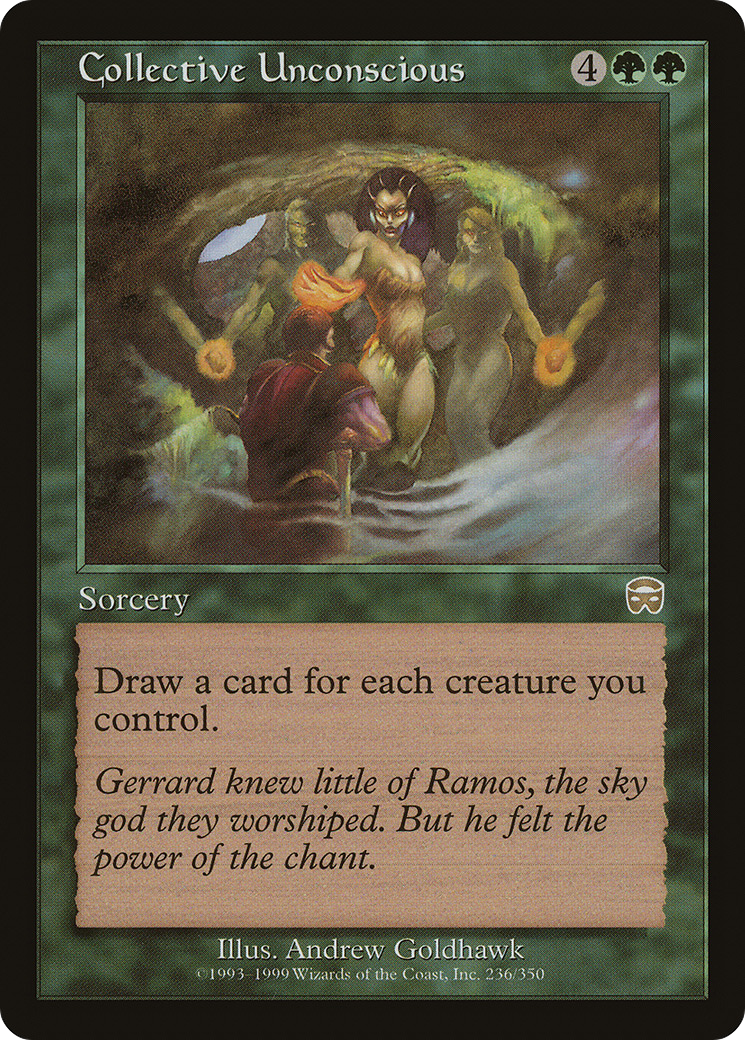 Collective Unconscious 4
Sorcery
Draw a card for each creature you
control.
Gerrard knew little of Ramos, the sky
god they worshiped. But he felt the
power of the chant.
Illus. Andrew Goldhawk
©1993–1999 Wizards of the Coast, Inc. 236/350